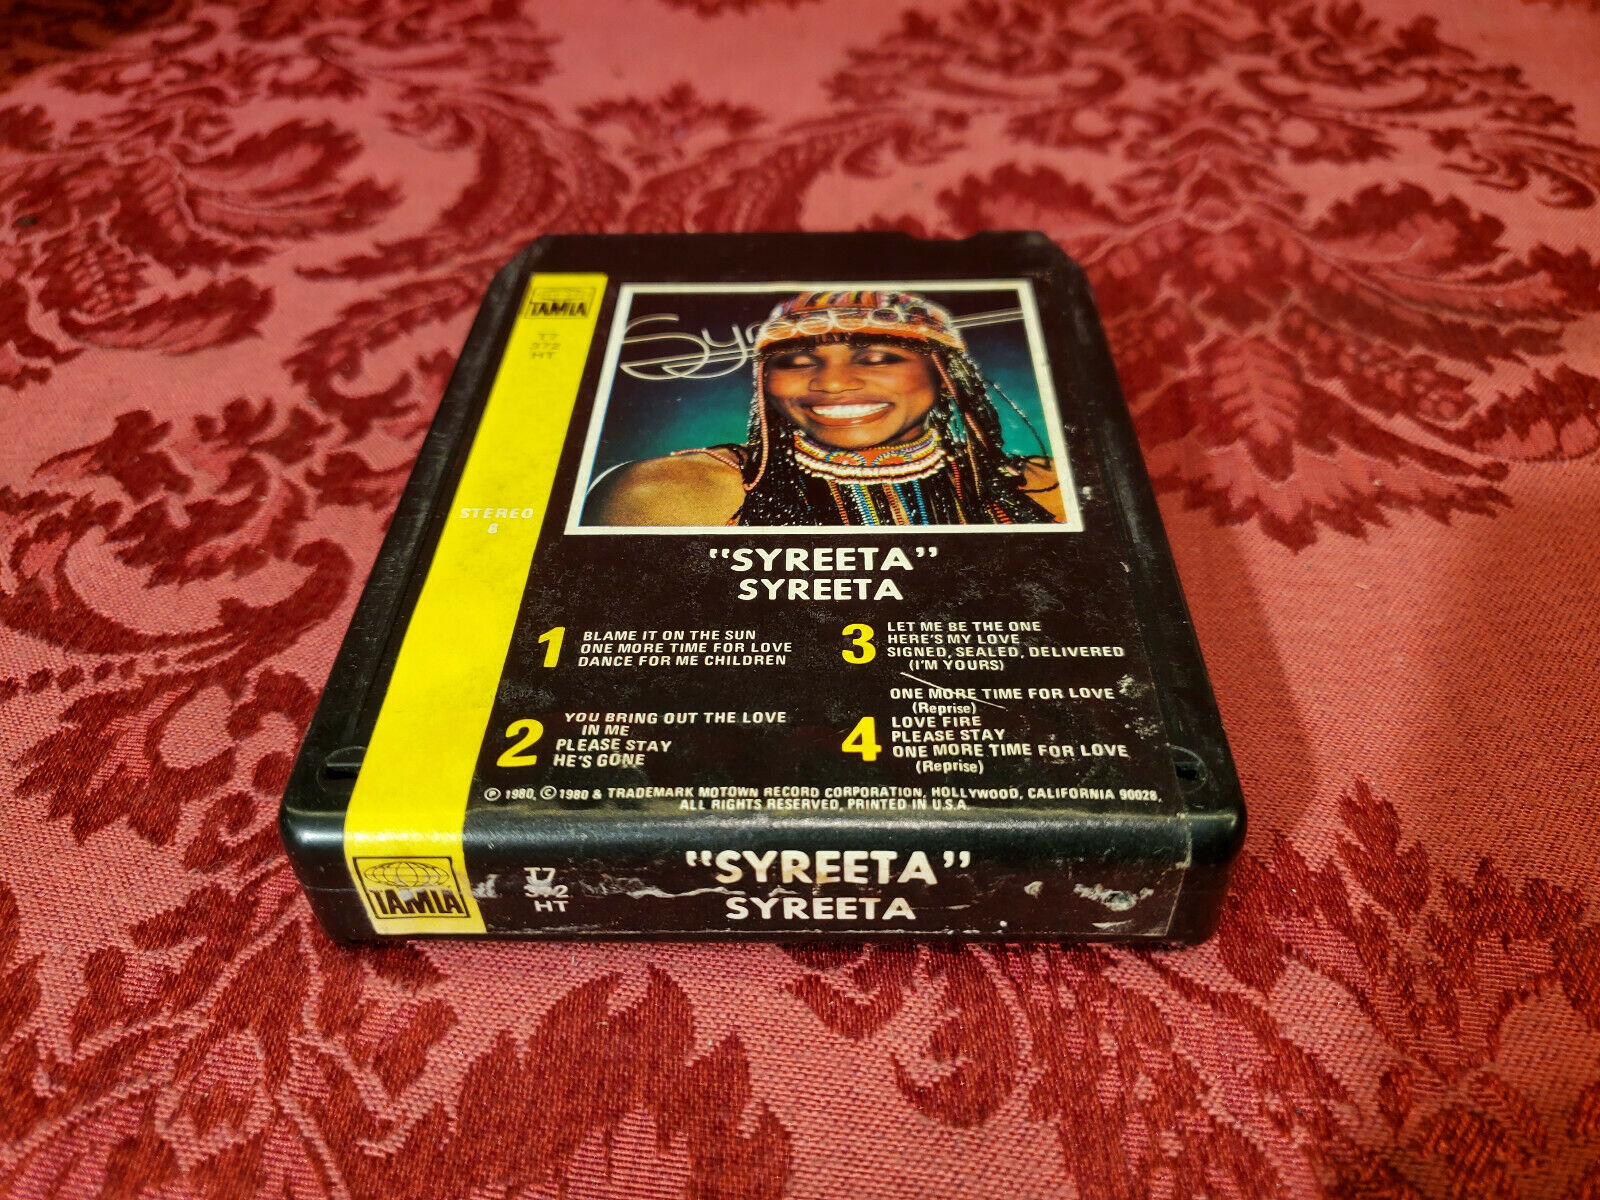 TAMLA
T7
372
HT
STEREO
8
Syreeta
"SYREETA"
SYREETA
1
BLAME IT ON THE SUN
ONE MORE TIME FOR LOVE
DANCE FOR ME CHILDREN
2
YOU BRING OUT THE LOVE
IN ME
PLEASE STAY
HE'S GONE
3
LET ME BE THE ONE
HERE'S MY LOVE
SIGNED, SEALED, DELIVERED
(I'M YOURS)
ONE MORE TIME FOR LOVE
(Reprise)
4
LOVE FIRE
PLEASE STAY
ONE MORE TIME FOR LOVE
(Reprise)
℗ 1980, © 1980 & TRADEMARK MOTOWN RECORD CORPORATION, HOLLYWOOD, CALIFORNIA 90028,
ALL RIGHTS RESERVED, PRINTED IN U.S.A.
TAMLA
T7
372
HT
"SYREETA"
SYREETA